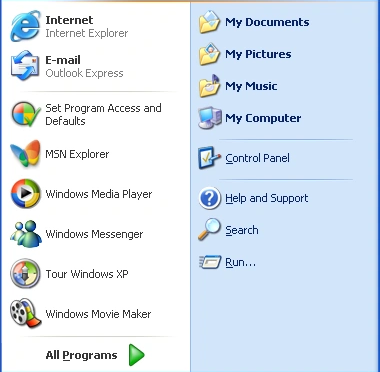 Internet
Internet Explorer
E-mail
Outlook Express
Set Program Access and
Defaults
MSN Explorer
Windows Media Player
Windows Messenger
Tour Windows XP
Windows Movie Maker
All Programs
My Documents
My Pictures
My Music
My Computer
Control Panel
Help and Support
Search
Run...